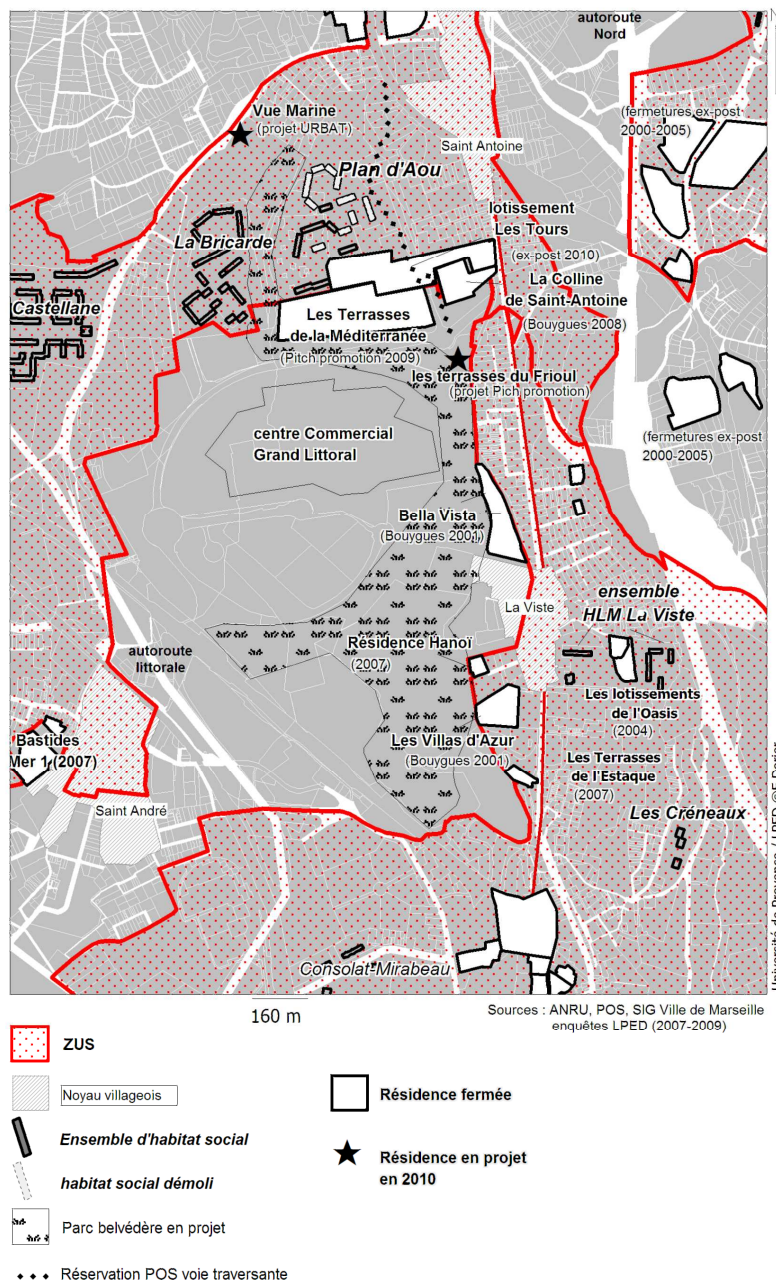 autoroute
Nord
Vue Marine
(projet URBAT)
(fermetures ex-post
2000-2005)
Saint Antoine
Plan d'Aou
lotissement
Les Tours
(ex-post 2010)
La Bricarde
La Colline
de Saint-Antoine
(Bouygues 2008)
Castellane
Les Terrasses
de la Méditerranée
(Pitch promotion 2009)
les terrasses du Frioul
(projet Pich promotion)
centre Commercial
Grand Littoral
(fermetures ex-post
2000-2005)
Bella Vista
(Bouygues 2001)
La Viste
ensemble
HLM La Viste
autoroute
littorale
Résidence Hanoï
(2007)
Les lotissements
de l'Oasis
(2004)
Bastides
Mer 1 (2007)
Les Villas d'Azur
(Bouygues 2001)
Les Terrasses
de l'Estaque
(2007)
Saint André
Les Créneaux
Consolat-Mirabeau
160 m
Sources : ANRU, POS, SIG Ville de Marseille
enquêtes LPED (2007-2009)
ZUS
Noyau villageois
Résidence fermée
Ensemble d'habitat social
Résidence en projet
en 2010
habitat social démoli
Parc belvédère en projet
Réservation POS voie traversante